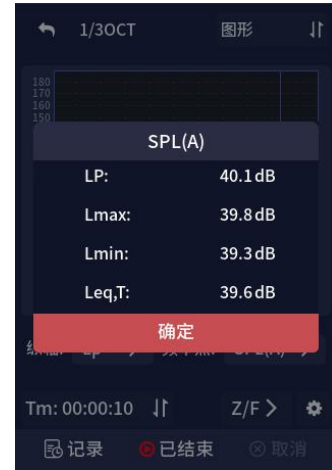 1/3OCT 图形
180
170
160
150
SPL(A)
LP: 40.1dB
Lmax: 39.8dB
Lmin: 39.3dB
Leq,T: 39.6dB
确定
Tm: 00:00:10 Z/F >
记录 已结束 取消